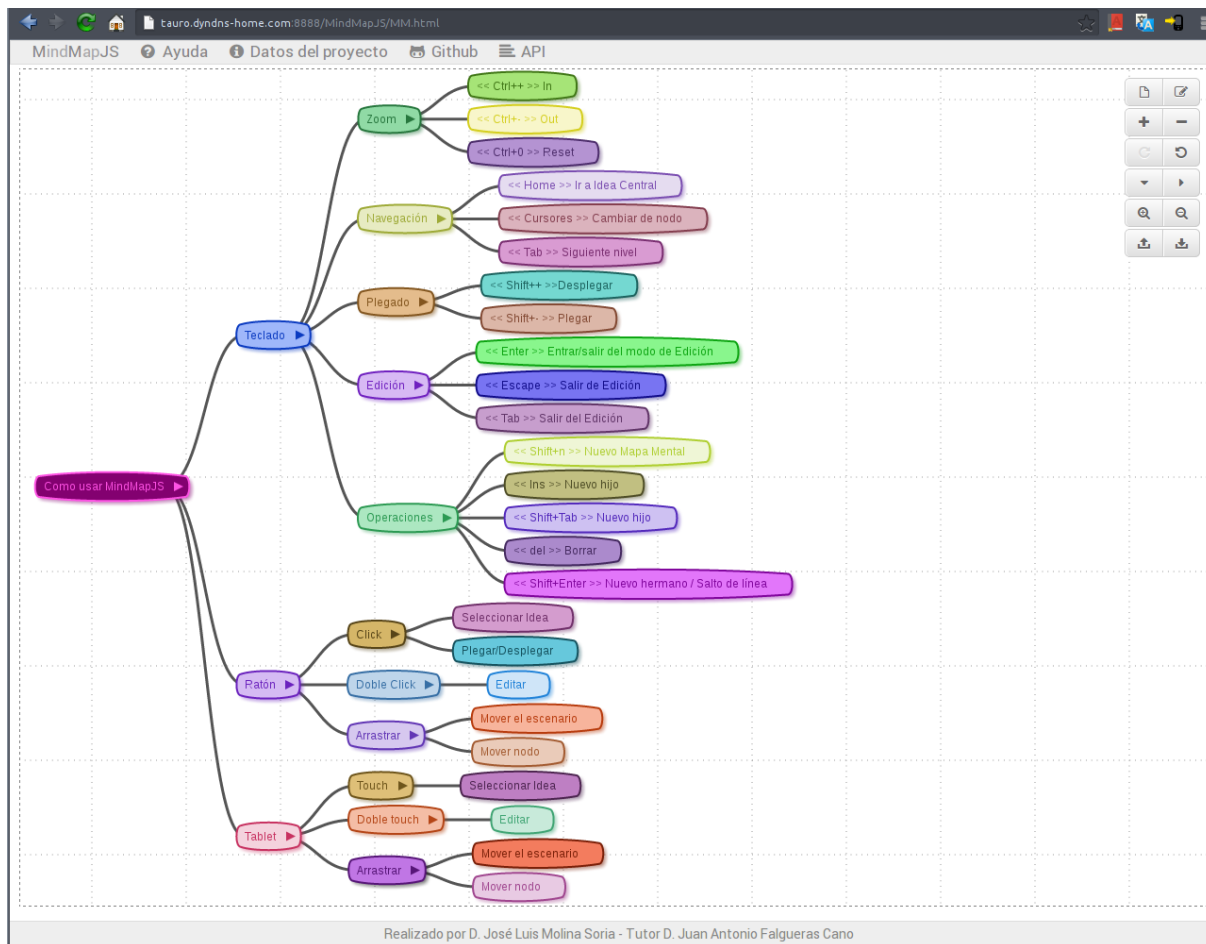 tauro.dyndns-home.com:8888/MindMapJS/MM.html
MindMapJS Ayuda Datos del proyecto Github API
Como usar MindMapJS
Teclado
Zoom
<< Ctrl++ >> In
<< Ctrl+- >> Out
<< Ctrl+0 >> Reset
Navegación
<< Home >> Ir a Idea Central
<< Cursores >> Cambiar de nodo
<< Tab >> Siguiente nivel
Plegado
<< Shift++ >>Desplegar
<< Shift+- >> Plegar
Edición
<< Enter >> Entrar/salir del modo de Edición
<< Escape >> Salir de Edición
<< Tab >> Salir del Edición
Operaciones
<< Shift+n >> Nuevo Mapa Mental
<< Ins >> Nuevo hijo
<< Shift+Tab >> Nuevo hijo
<< del >> Borrar
<< Shift+Enter >> Nuevo hermano / Salto de línea
Ratón
Click
Seleccionar Idea
Plegar/Desplegar
Doble Click
Editar
Arrastrar
Mover el escenario
Mover nodo
Tablet
Touch
Seleccionar Idea
Doble touch
Editar
Arrastrar
Mover el escenario
Mover nodo
Realizado por D. José Luis Molina Soria - Tutor D. Juan Antonio Falgueras Cano